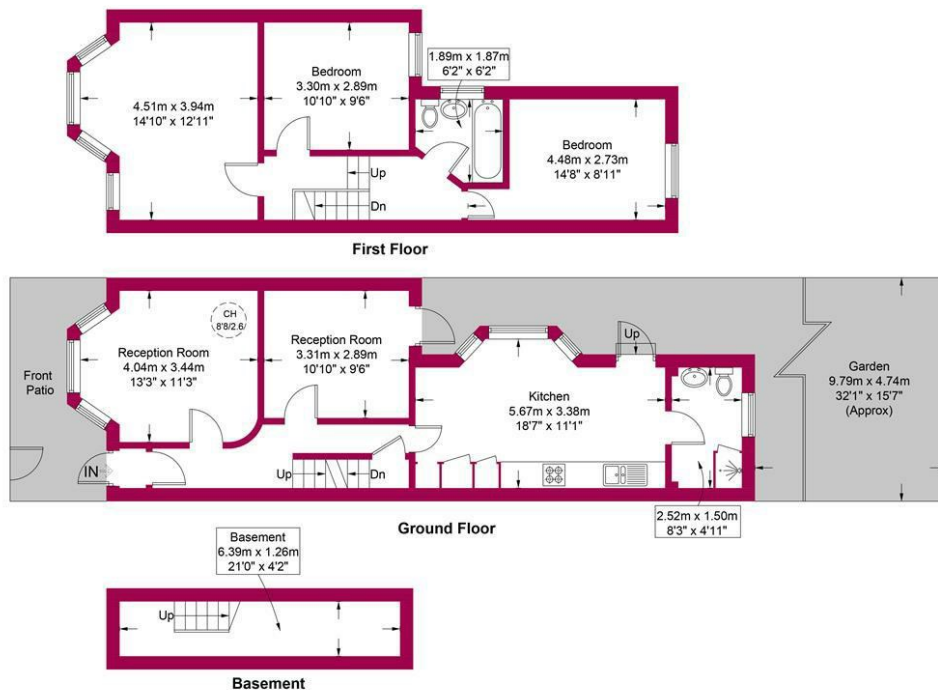 4.51m x 3.94m
14'10" x 12'11"
Bedroom
3.30m x 2.89m
10'10" x 9'6"
1.89m x 1.87m
6'2" x 6'2"
Bedroom
4.48m x 2.73m
14'8" x 8'11"
Up
Dn
First Floor
Front
Patio
IN
Reception Room
4.04m x 3.44m
13'3" x 11'3"
CH
8'8/2.6
Reception Room
3.31m x 2.89m
10'10" x 9'6"
Up
Dn
Kitchen
5.67m x 3.38m
18'7" x 11'1"
Up
Garden
9.79m x 4.74m
32'1" x 15'7"
(Approx)
2.52m x 1.50m
8'3" x 4'11"
Ground Floor
Basement
6.39m x 1.26m
21'0" x 4'2"
Up
Basement